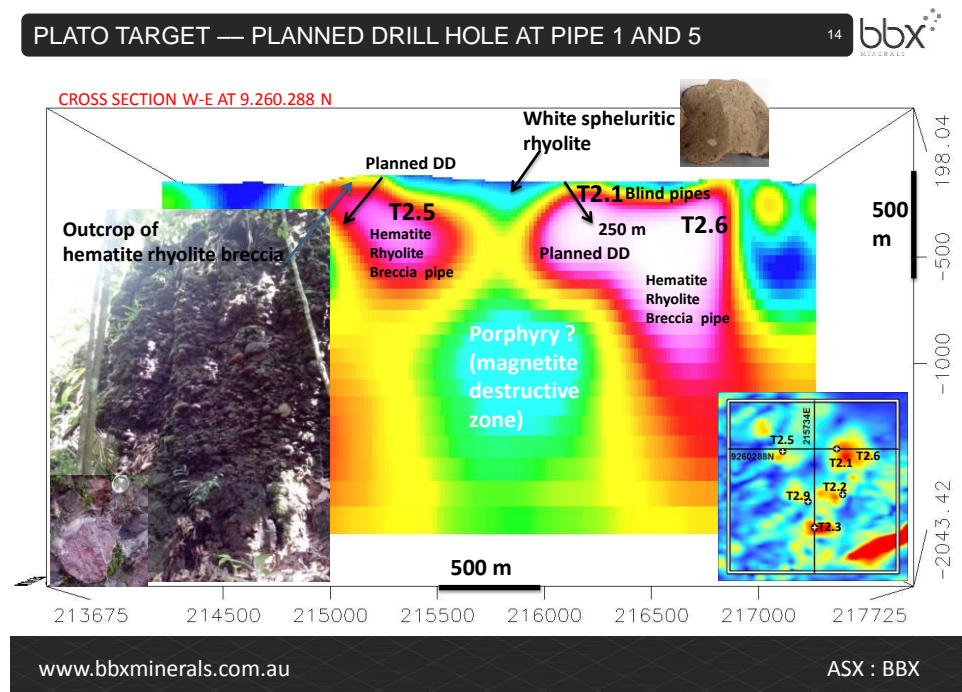 PLATO TARGET –– PLANNED DRILL HOLE AT PIPE 1 AND 5
14
bbx
MINERALS
CROSS SECTION W-E AT 9.260.288 N
White spheluritic
rhyolite
Planned DD
T2.1 Blind pipes
T2.5
T2.6
Outcrop of
hematite rhyolite breccia
Hematite
Rhyolite
Breccia pipe
250 m
Planned DD
Hematite
Rhyolite
Breccia pipe
Porphyry ?
(magnetite
destructive
zone)
500
m
198.04
-500
-1000
-2043.42
215734E
9260288N
T2.5
T2.6
T2.1
T2.2
T2.9
T2.3
500 m
213675
214500
215000
215500
216000
216500
217000
217725
www.bbxminerals.com.au
ASX : BBX